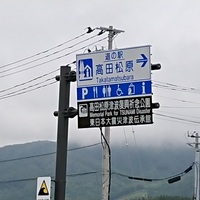 道の駅
高田松原
Takatamatsubara
P
高田松原津波復興祈念公園
Memorial Park for TSUNAMI Disaster
東日本大震災津波伝承館